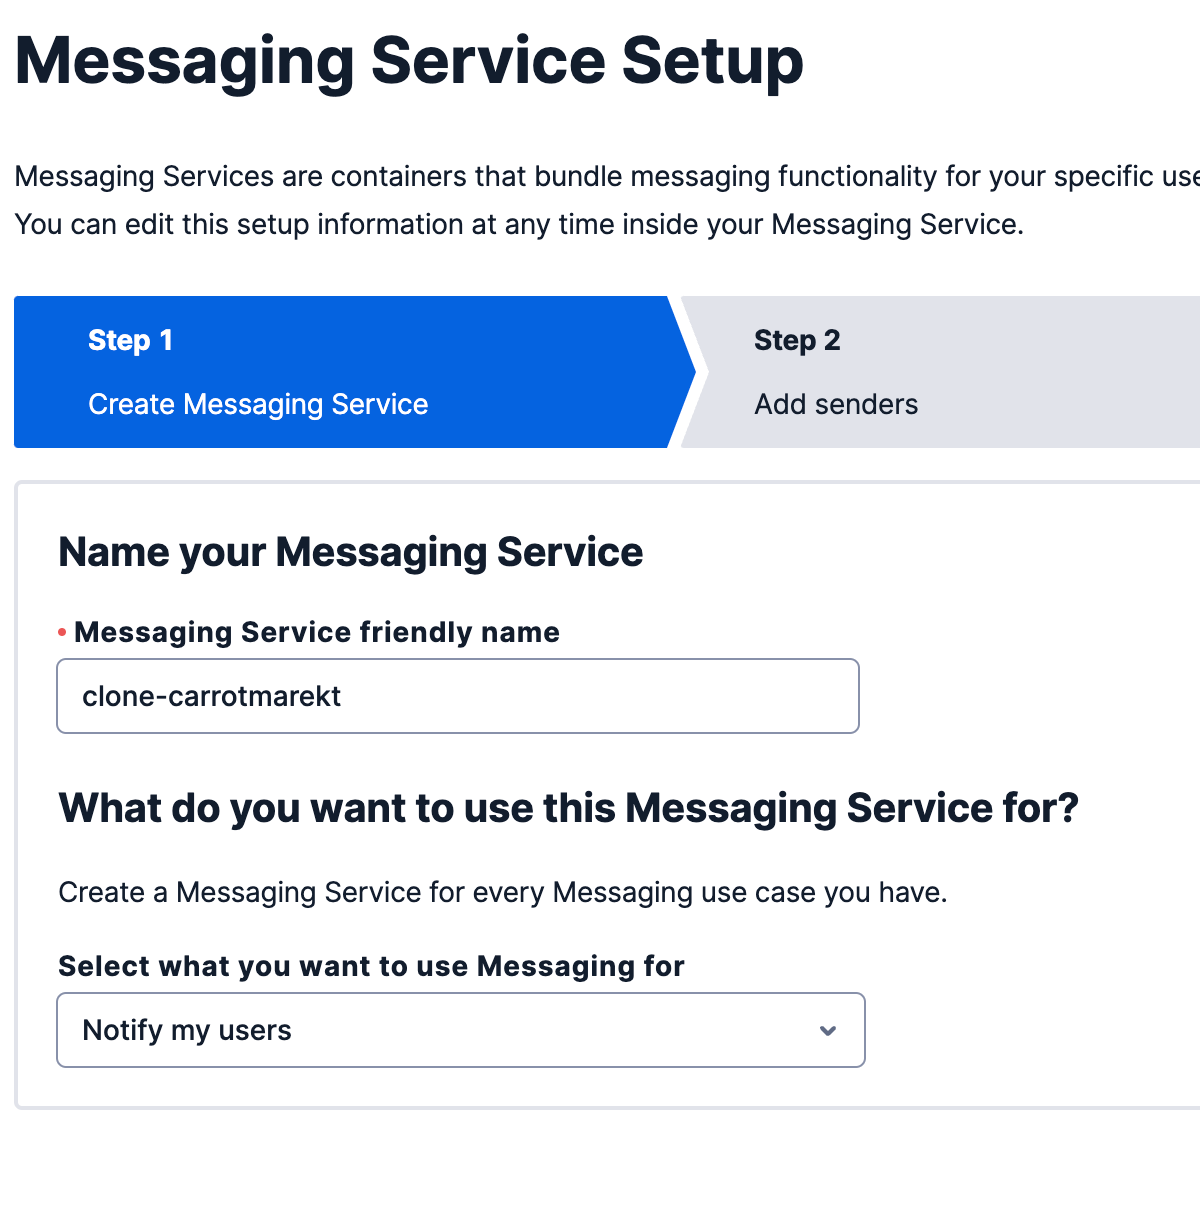 Messaging Service Setup
Messaging Services are containers that bundle messaging functionality for your specific
You can edit this setup information at any time inside your Messaging Service.
Step 1
Create Messaging Service
Step 2
Add senders
Name your Messaging Service
Messaging Service friendly name
clone-carrotmarekt
What do you want to use this Messaging Service for?
Create a Messaging Service for every Messaging use case you have.
Select what you want to use Messaging for
Notify my users